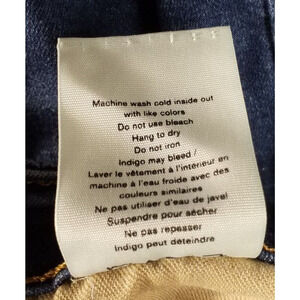 Machine wash cold inside out
with like colors
Do not use bleach
Hang to dry
Do not iron
Indigo may bleed /
Laver le vêtement à l'intérieur en
machine à l'eau froide avec des
couleurs similaires
Ne pas utiliser d'eau de javel
Suspendre pour sécher
Ne pas repasser
Indigo peut déteindre